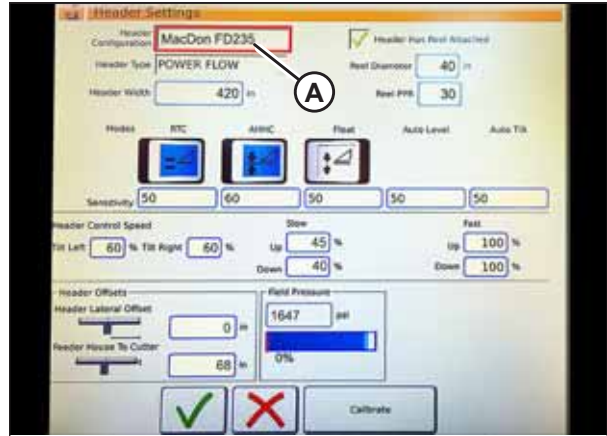 Header Settings
Header Configuration MacDon FD235 Header Has Reel Attached
A
Header Type POWER FLOW Reel Diameter 40 in
Header Width 420 in Reel PPR 30
Modes RTC AHHC Float Auto Level Auto Tilt
Sensitivity 50 60 50 50 50
Header Control Speed Slow Fast
Tilt Left 60 % Tilt Right 60 % Up 45 % Up 100 %
Down 40 % Down 100 %
Header Offsets Field Pressure
Header Lateral Offset 1647 psi
0 in
Feeder House To Cutter 0%
68 in
Calibrate